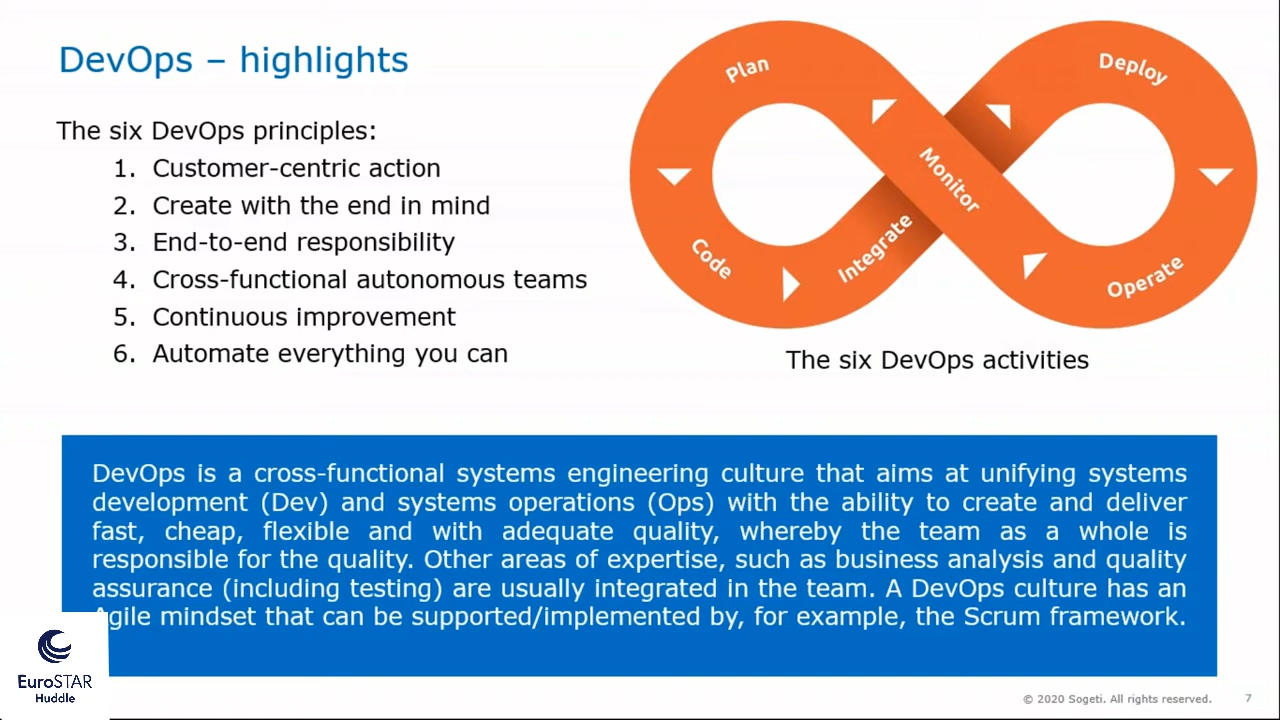 DevOps – highlights
The six DevOps principles:
1. Customer-centric action
2. Create with the end in mind
3. End-to-end responsibility
4. Cross-functional autonomous teams
5. Continuous improvement
6. Automate everything you can
Plan
Code
Integrate
Monitor
Deploy
Operate
The six DevOps activities
DevOps is a cross-functional systems engineering culture that aims at unifying systems
development (Dev) and systems operations (Ops) with the ability to create and deliver
fast, cheap, flexible and with adequate quality, whereby the team as a whole is
responsible for the quality. Other areas of expertise, such as business analysis and quality
assurance (including testing) are usually integrated in the team. A DevOps culture has an
Agile mindset that can be supported/implemented by, for example, the Scrum framework.
EuroSTAR
Huddle
© 2020 Sogeti. All rights reserved.
7